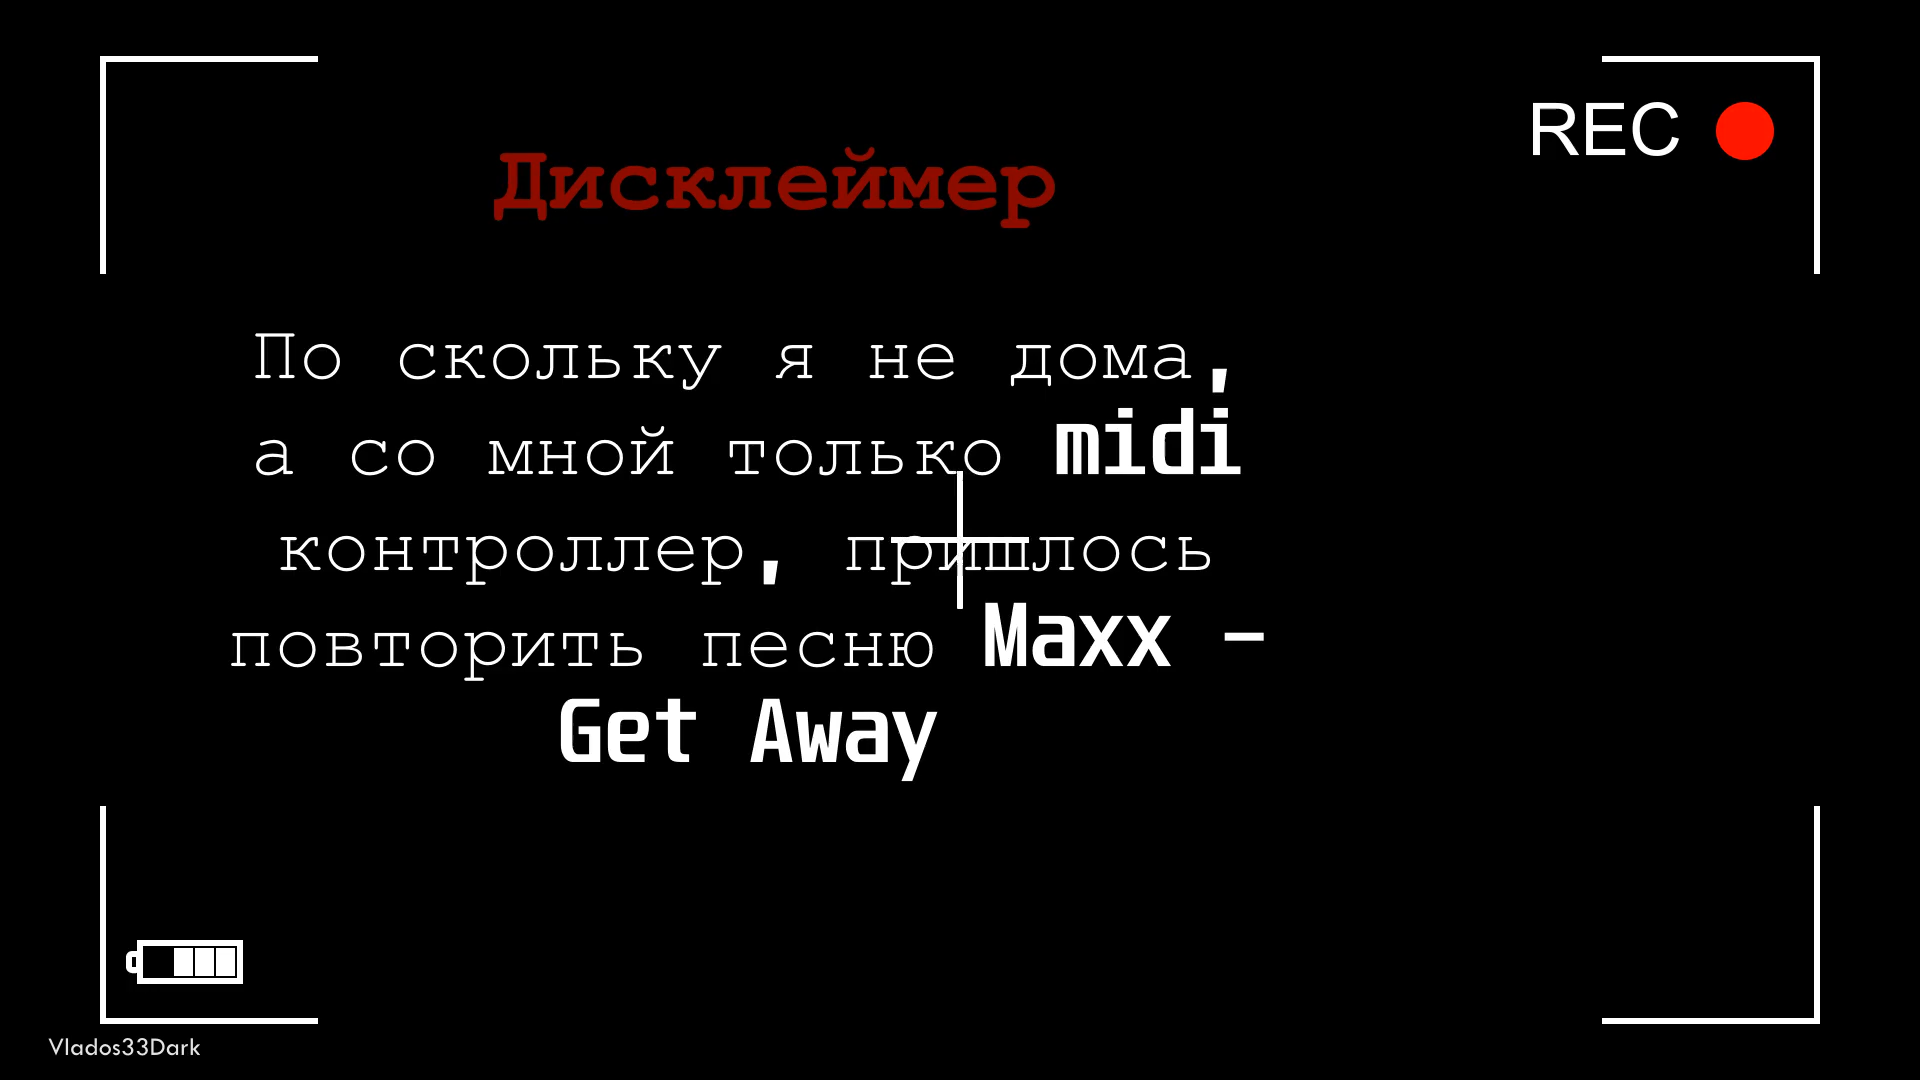 REC
Дисклеймер
По скольку я не дома,
а со мной только midi
контроллер, пришлось
повторить песню Maxx -
Get Away
Vlados33Dark